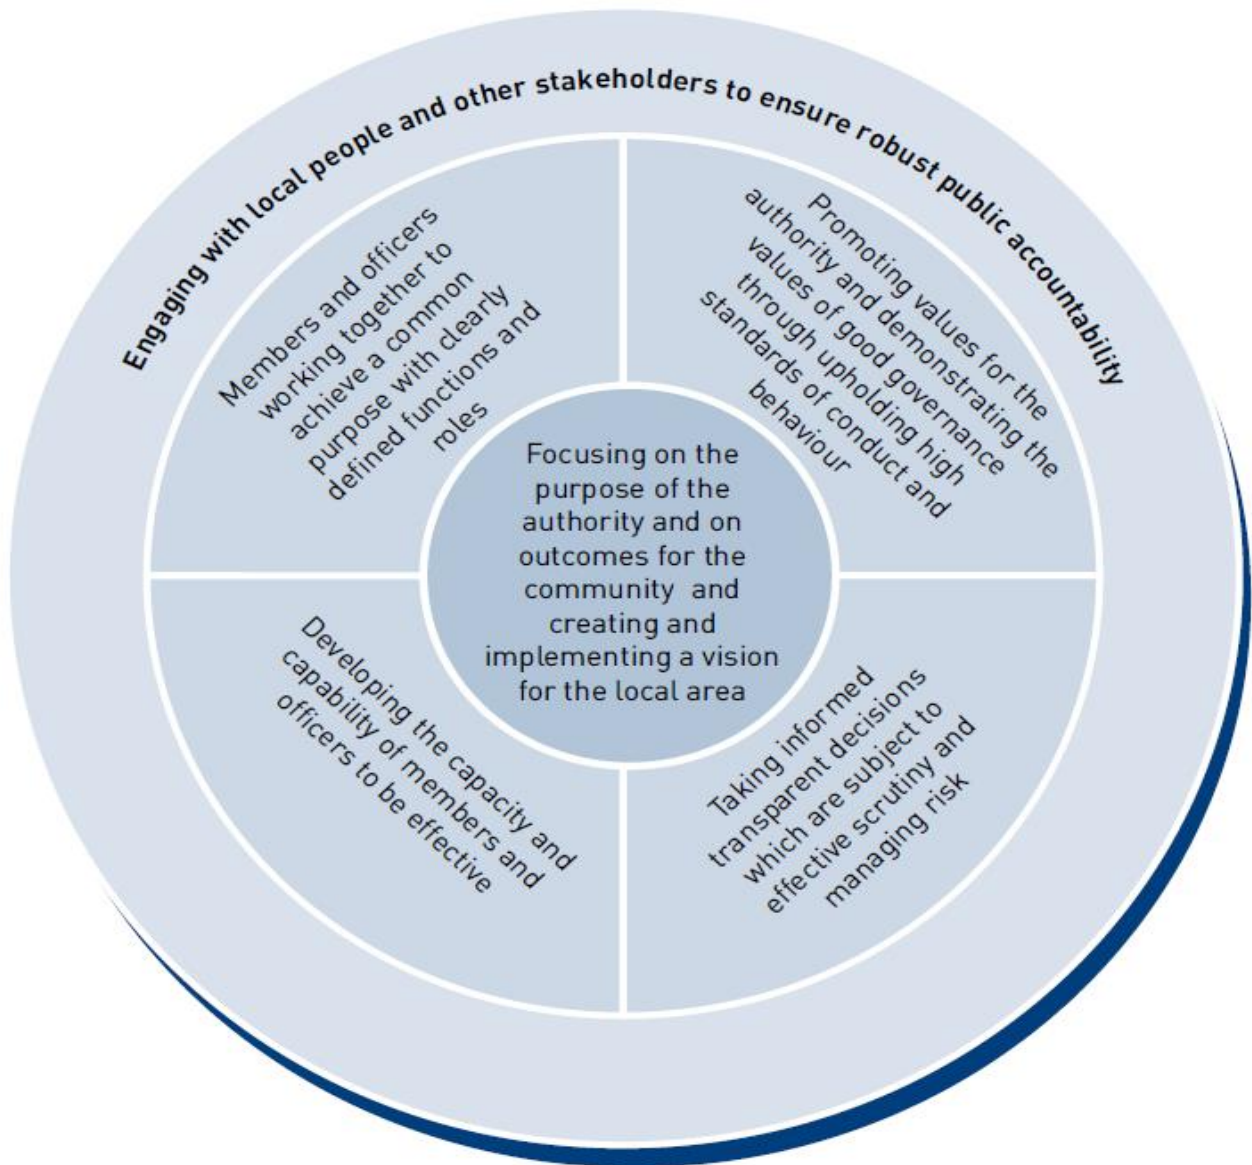 Engaging with local people and other stakeholders to ensure robust public accountability
Members and officers
working together to
achieve a common
purpose with clearly
defined functions and
roles
Promoting values for the
authority and demonstrating the
values of good governance
through upholding high
standards of conduct and
behaviour
Focusing on the
purpose of the
authority and on
outcomes for the
community and
creating and
implementing a vision
for the local area
Developing the capacity and
capability of members and
officers to be effective
Taking informed
transparent decisions
which are subject to
effective scrutiny and
managing risk